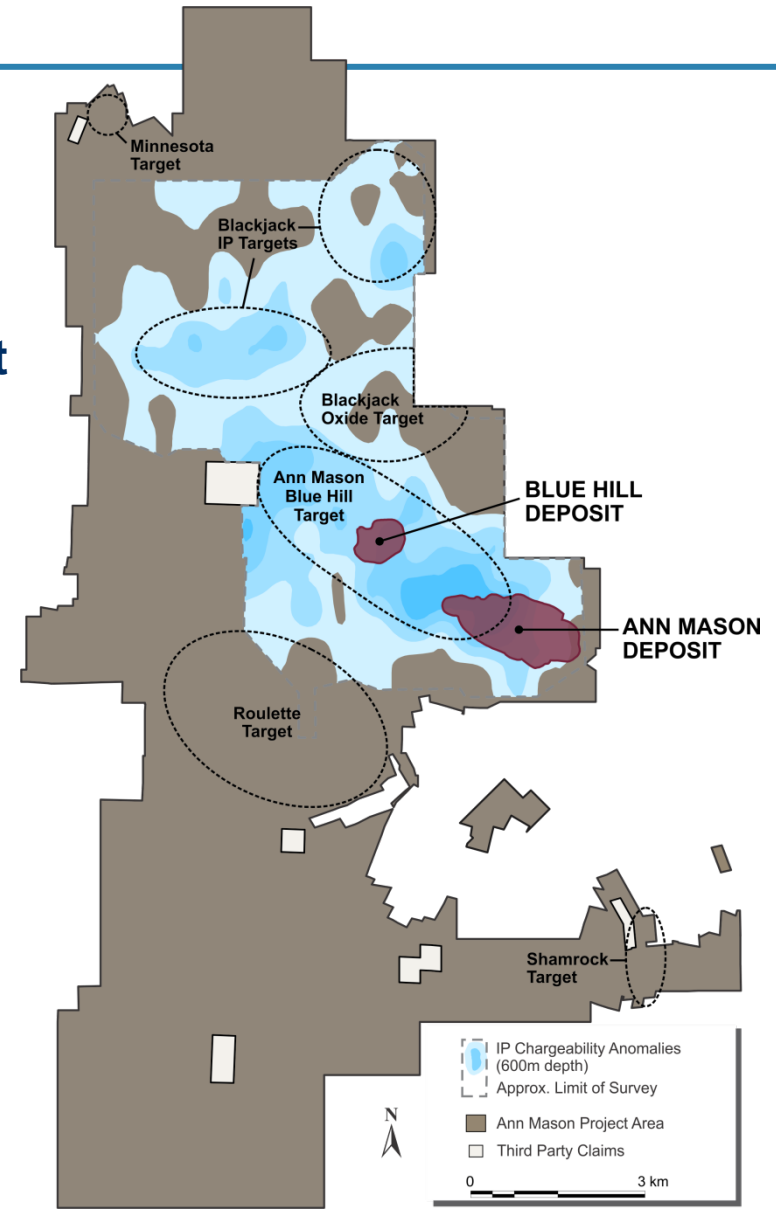 Minnesota
Target
Blackjack
IP Targets
t
Blackjack
Oxide Target
Ann Mason
Blue Hill
Target
BLUE HILL
DEPOSIT
ANN MASON
DEPOSIT
Roulette
Target
Shamrock
Target
IP Chargeability Anomalies
(600m depth)
Approx. Limit of Survey
Ann Mason Project Area
Third Party Claims
N
0 3 km